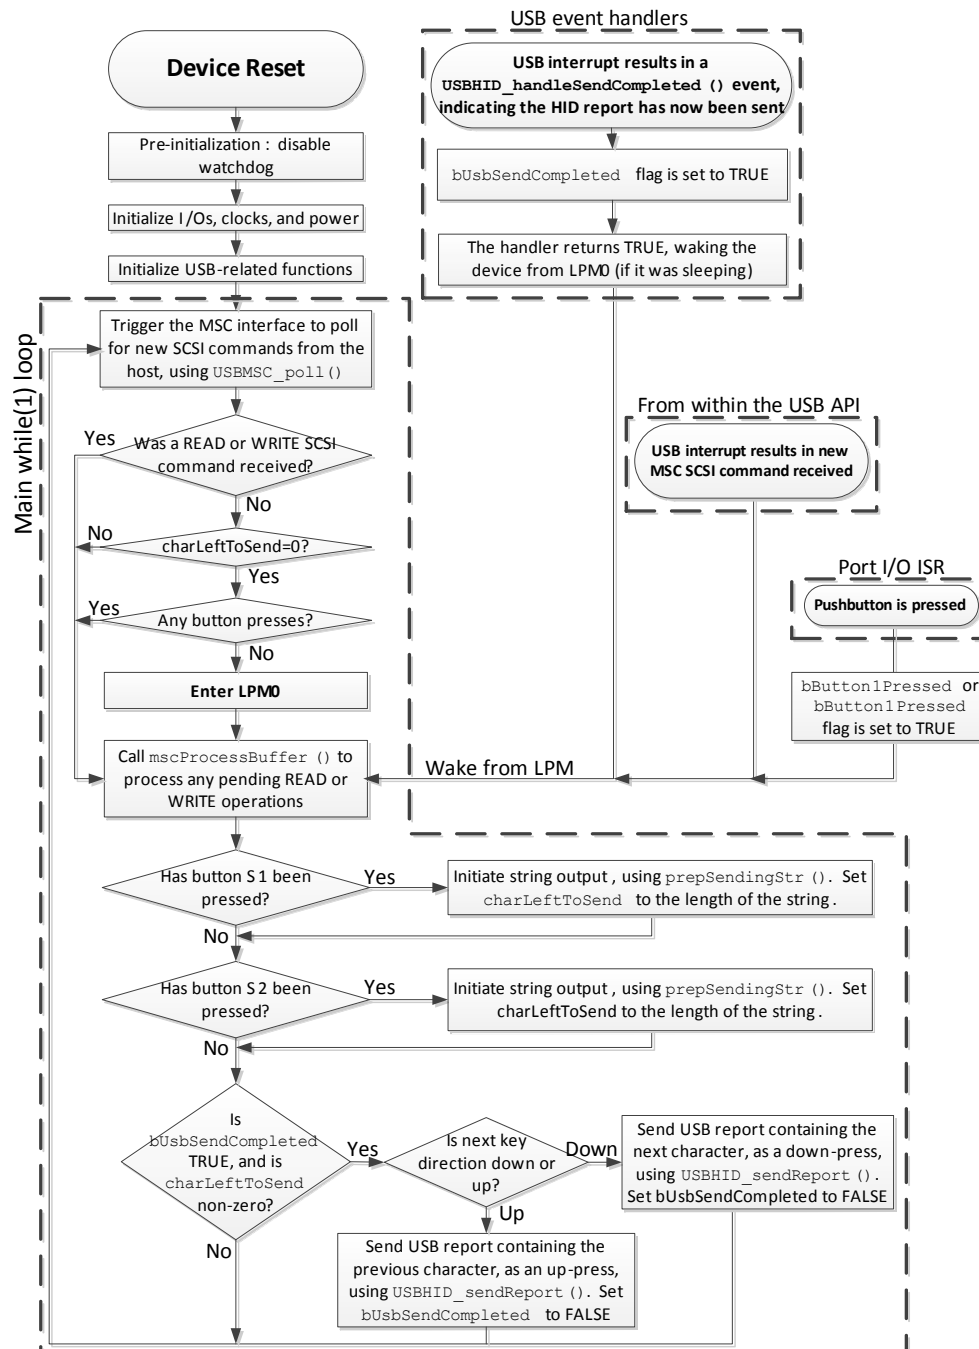 USB event handlers
Device Reset
USB interrupt results in a
USBHID_handleSendCompleted () event,
indicating the HID report has now been sent
Pre-initialization : disable
watchdog
bUsbSendCompleted flag is set to TRUE
Initialize I/Os, clocks, and power
The handler returns TRUE, waking the
device from LPM0 (if it was sleeping)
Initialize USB-related functions
Main while(1) loop
Trigger the MSC interface to poll
for new SCSI commands from the
host, using USBMSC_poll()
From within the USB API
USB interrupt results in new
MSC SCSI command received
Yes
Was a READ or WRITE SCSI
command received?
No
No
charLeftToSend=0?
Yes
Port I/O ISR
Pushbutton is pressed
Yes
Any button presses?
No
Enter LPM0
bButton1Pressed or
bButton1Pressed
flag is set to TRUE
Call mscProcessBuffer () to
process any pending READ or
WRITE operations
Wake from LPM
Has button S1 been
pressed?
Yes
Initiate string output , using prepSendingStr (). Set
charLeftToSend to the length of the string .
No
Has button S2 been
pressed?
Yes
Initiate string output , using prepSendingStr (). Set
charLeftToSend to the length of the string .
No
Is
bUsbSendCompleted
TRUE, and is
charLeftToSend
non-zero?
Yes
Is next key
direction down or
up?
Down
Send USB report containing the
next character, as a down-press,
using USBHID_sendReport ().
Set bUsbSendCompleted to FALSE
Up
No
Send USB report containing the
previous character, as an up-press,
using USBHID_sendReport (). Set
bUsbSendCompleted to FALSE